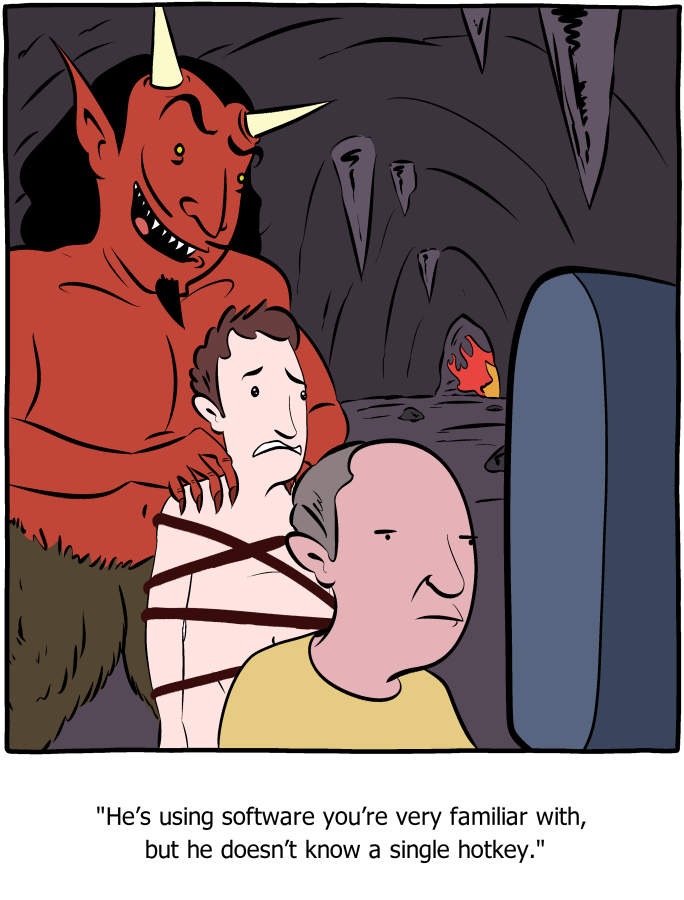 "He’s using software you’re very familiar with,
but he doesn’t know a single hotkey."